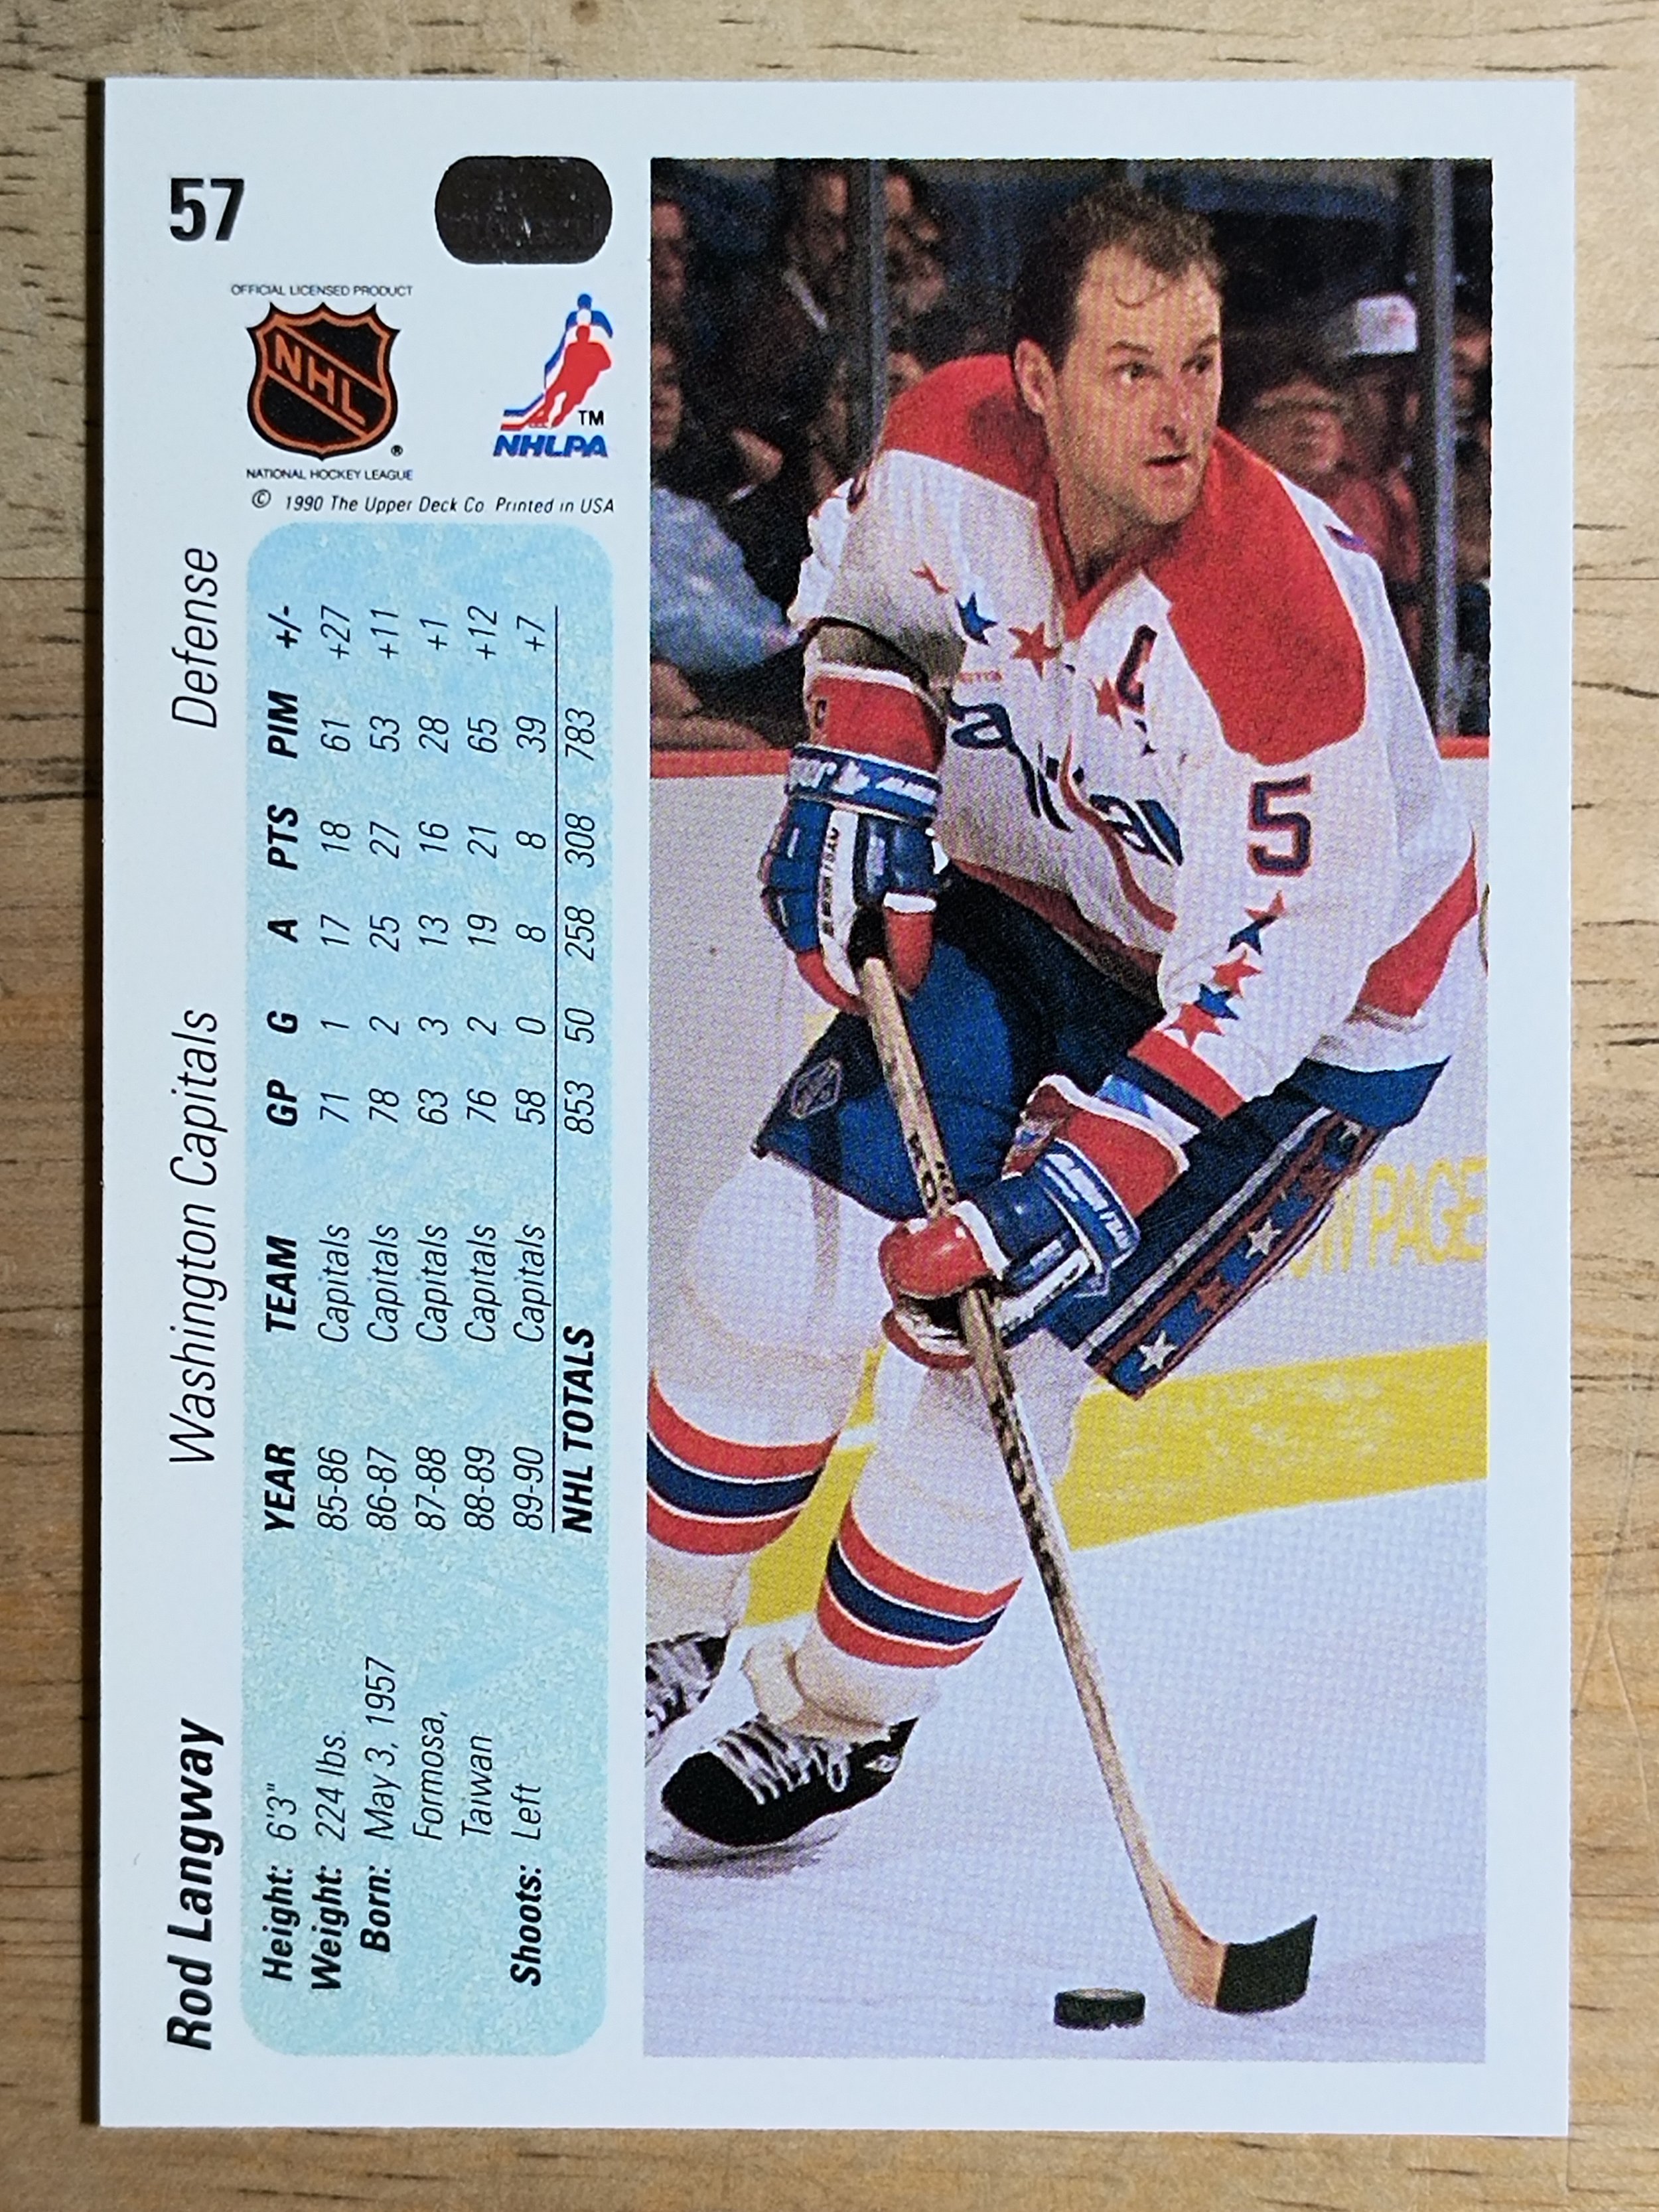 Rod Langway Washington Capitals Defense 57
Height: 6'3"
Weight: 224 lbs.
Born: May 3, 1957
Formosa,
Taiwan
Shoots: Left
YEAR TEAM GP G A PTS PIM +/-
85-86 Capitals 71 1 17 18 61 +27
86-87 Capitals 78 2 25 27 53 +11
87-88 Capitals 63 3 13 16 28 +1
88-89 Capitals 76 2 19 21 65 +12
89-90 Capitals 58 0 8 8 39 +7
NHL TOTALS 853 50 258 308 783
© 1990 The Upper Deck Co. Printed in USA
OFFICIAL LICENSED PRODUCT
NHL
®
NATIONAL HOCKEY LEAGUE
TM
NHLPA
C
5
PAGE